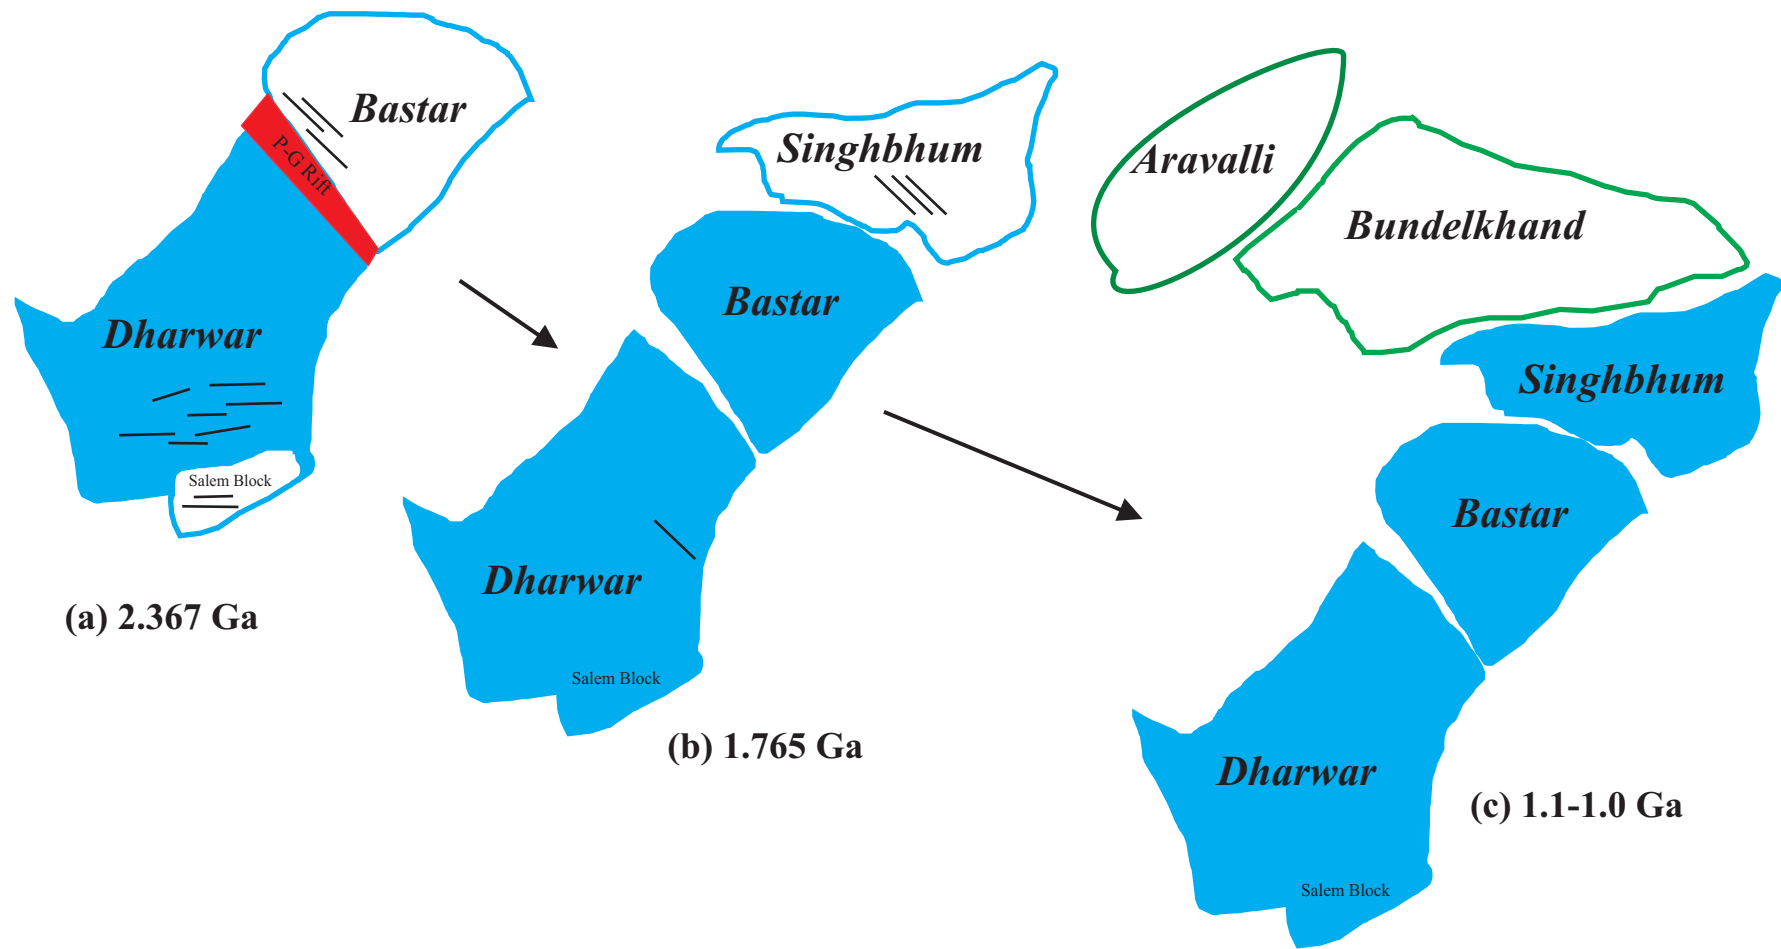 Bastar
P-G Rift
Dharwar
Salem Block
(a) 2.367 Ga
Singhbhum
Bastar
Dharwar
Salem Block
(b) 1.765 Ga
Aravalli
Bundelkhand
Singhbhum
Bastar
Dharwar
Salem Block
(c) 1.1-1.0 Ga